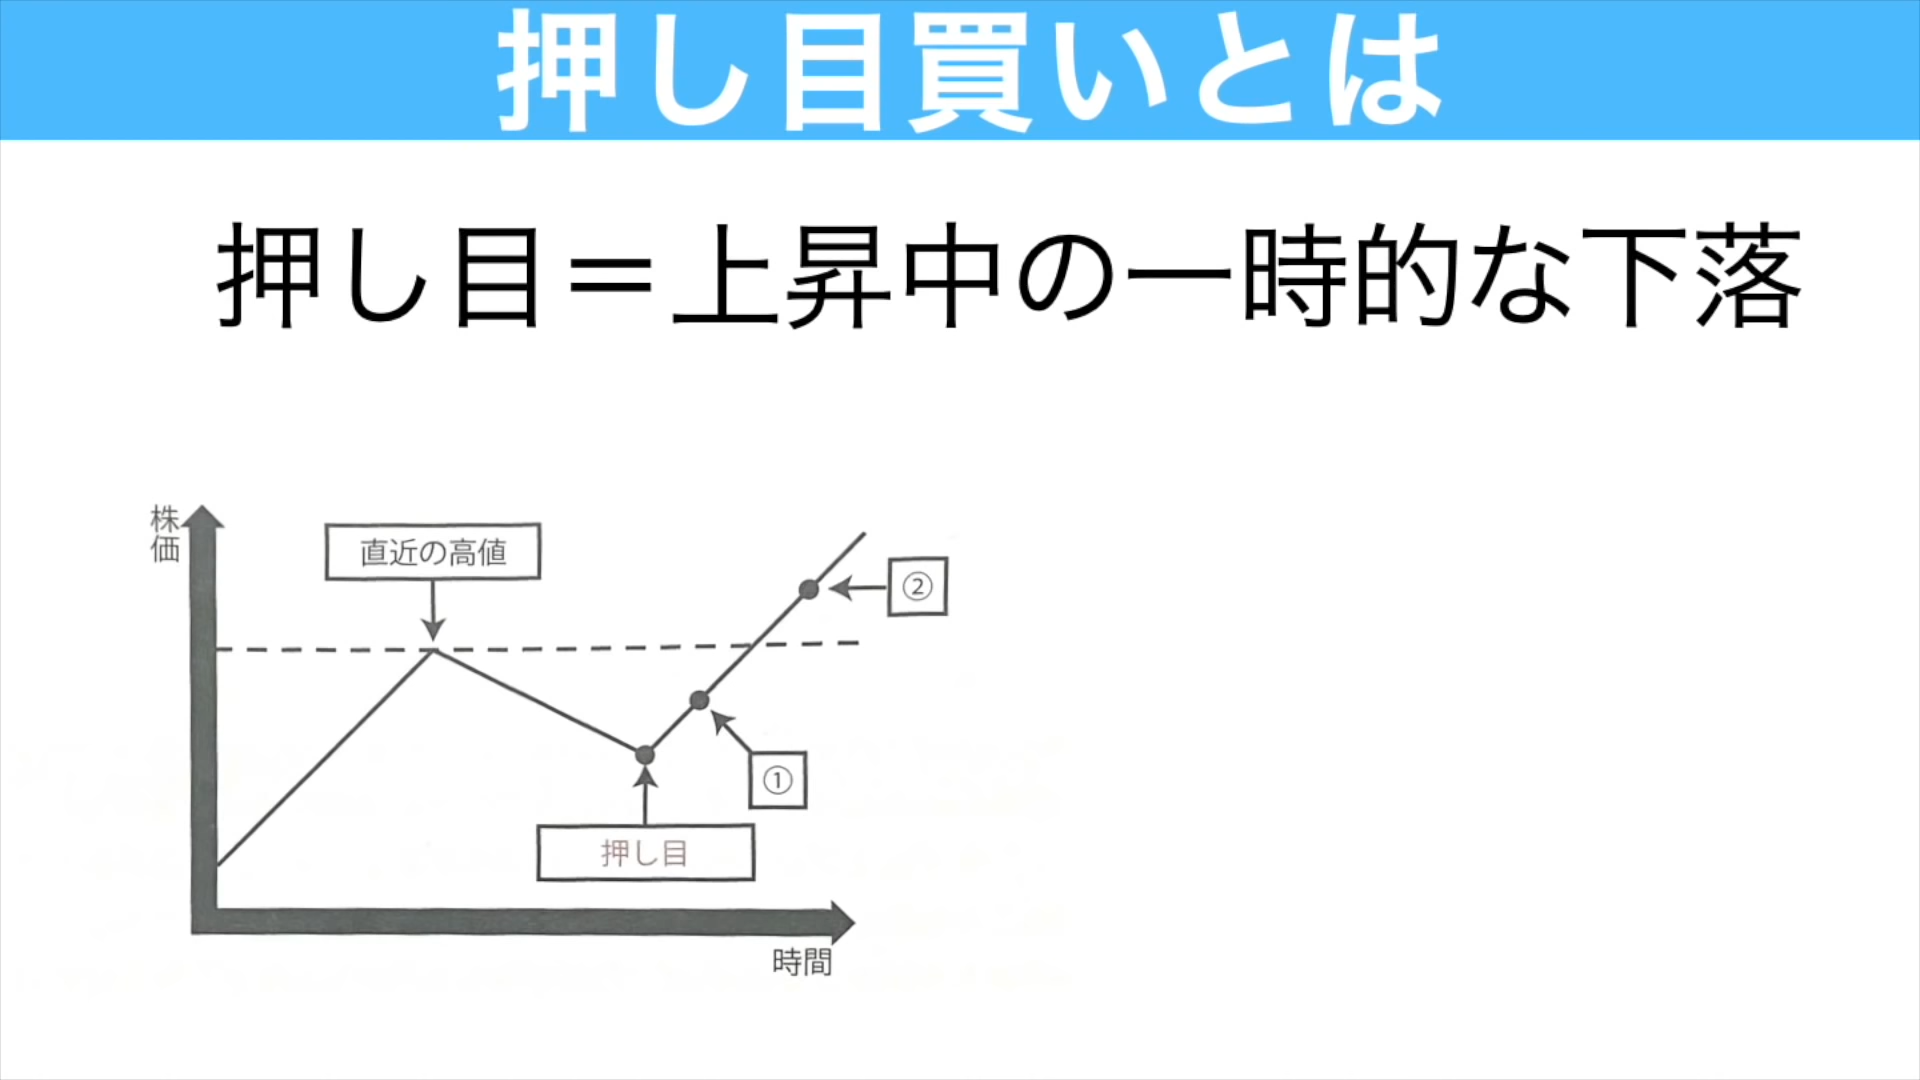 押し目買いとは
押し目＝上昇中の一時的な下落
株価
直近の高値
②
①
押し目
時間